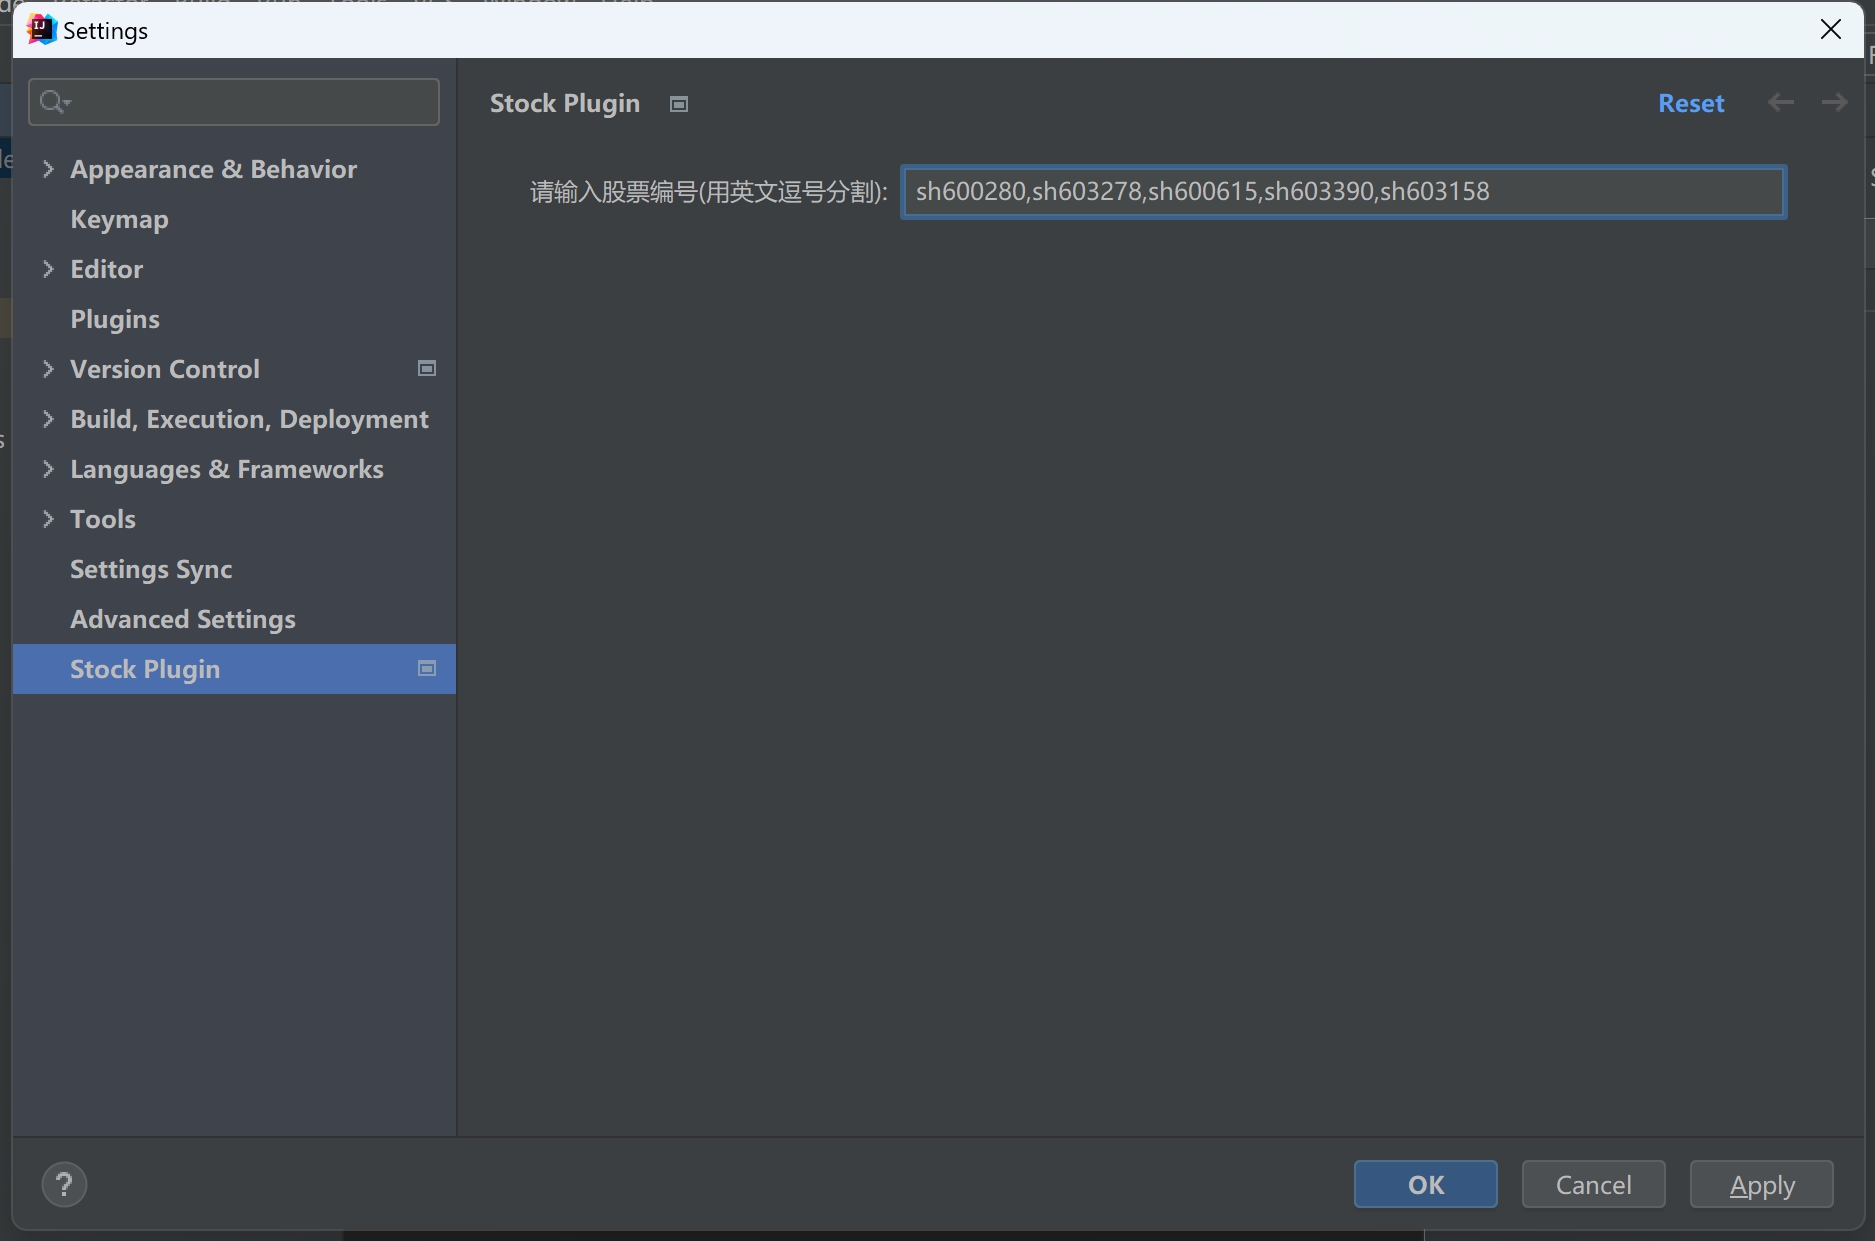 Settings
Stock Plugin
Reset
请输入股票编号(用英文逗号分割):
sh600280,sh603278,sh600615,sh603390,sh603158
Appearance & Behavior
Keymap
Editor
Plugins
Version Control
Build, Execution, Deployment
Languages & Frameworks
Tools
Settings Sync
Advanced Settings
Stock Plugin
?
OK
Cancel
Apply